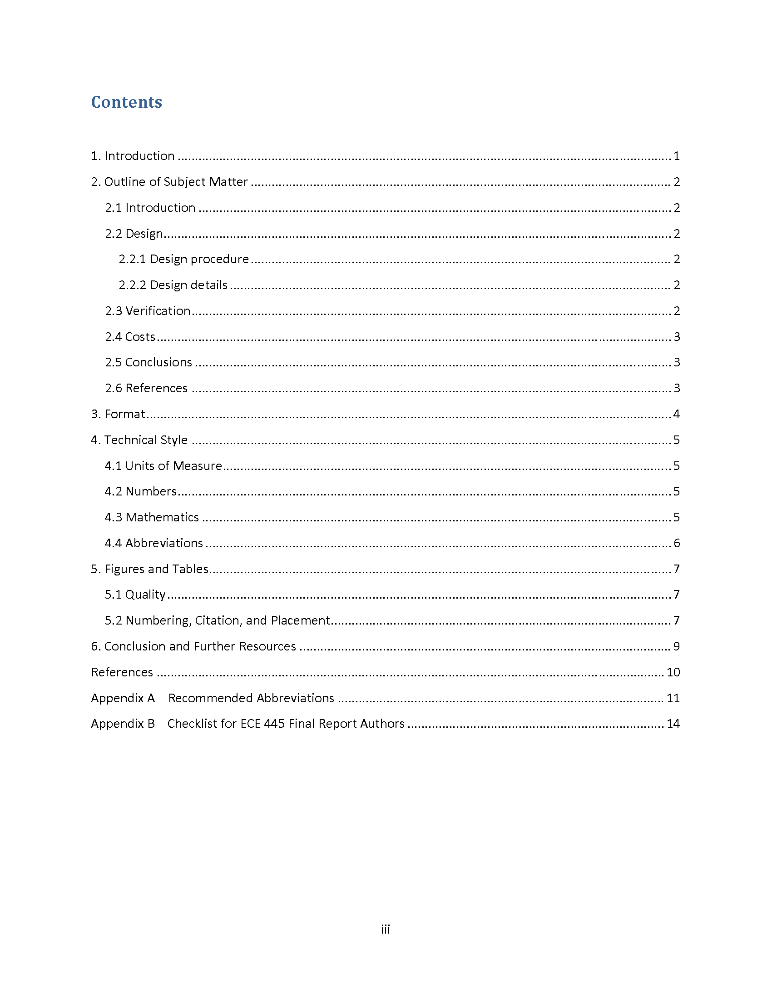 Contents
1. Introduction ........................................................................................................ 1
2. Outline of Subject Matter ........................................................................................ 2
2.1 Introduction ........................................................................................................ 2
2.2 Design ........................................................................................................ 2
2.2.1 Design procedure ........................................................................................ 2
2.2.2 Design details ........................................................................................ 2
2.3 Verification ........................................................................................................ 2
2.4 Costs ........................................................................................................ 3
2.5 Conclusions ........................................................................................................ 3
2.6 References ........................................................................................................ 3
3. Format ........................................................................................................ 4
4. Technical Style ........................................................................................................ 5
4.1 Units of Measure ........................................................................................ 5
4.2 Numbers ........................................................................................................ 5
4.3 Mathematics ........................................................................................................ 5
4.4 Abbreviations ........................................................................................................ 6
5. Figures and Tables ........................................................................................................ 7
5.1 Quality ........................................................................................................ 7
5.2 Numbering, Citation, and Placement ........................................................................ 7
6. Conclusion and Further Resources ........................................................................ 9
References ........................................................................................................ 10
Appendix A Recommended Abbreviations ........................................................................ 11
Appendix B Checklist for ECE 445 Final Report Authors ........................................................ 14
iii